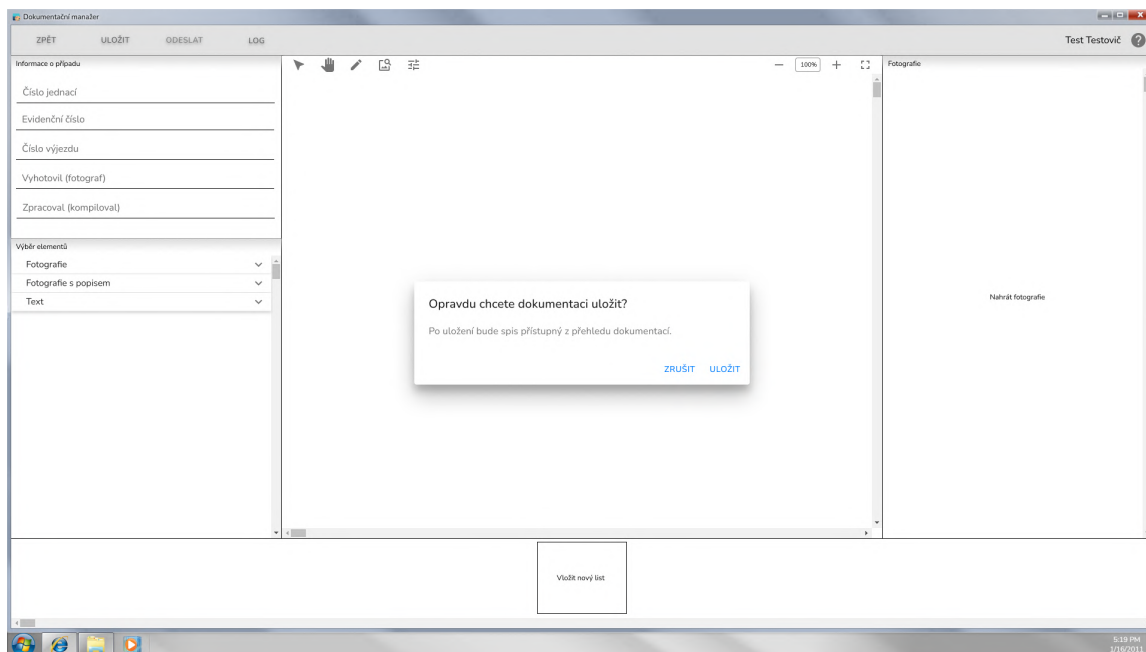 Dokumentační manažer
ZPĚT ULOŽIT ODESLAT LOG Test Testovič
Informace o případu
Číslo jednací
Evidenční číslo
Číslo výjezdu
Vyhotovil (fotograf)
Zpracoval (kompiloval)
Výběr elementů
Fotografie
Fotografie s popisem
Text
100%
Opravdu chcete dokumentaci uložit?
Po uložení bude spis přístupný z přehledu dokumentací.
ZRUŠIT ULOŽIT
Fotografie
Nahrát fotografie
Vložit nový list
5:19 PM
1/16/2011